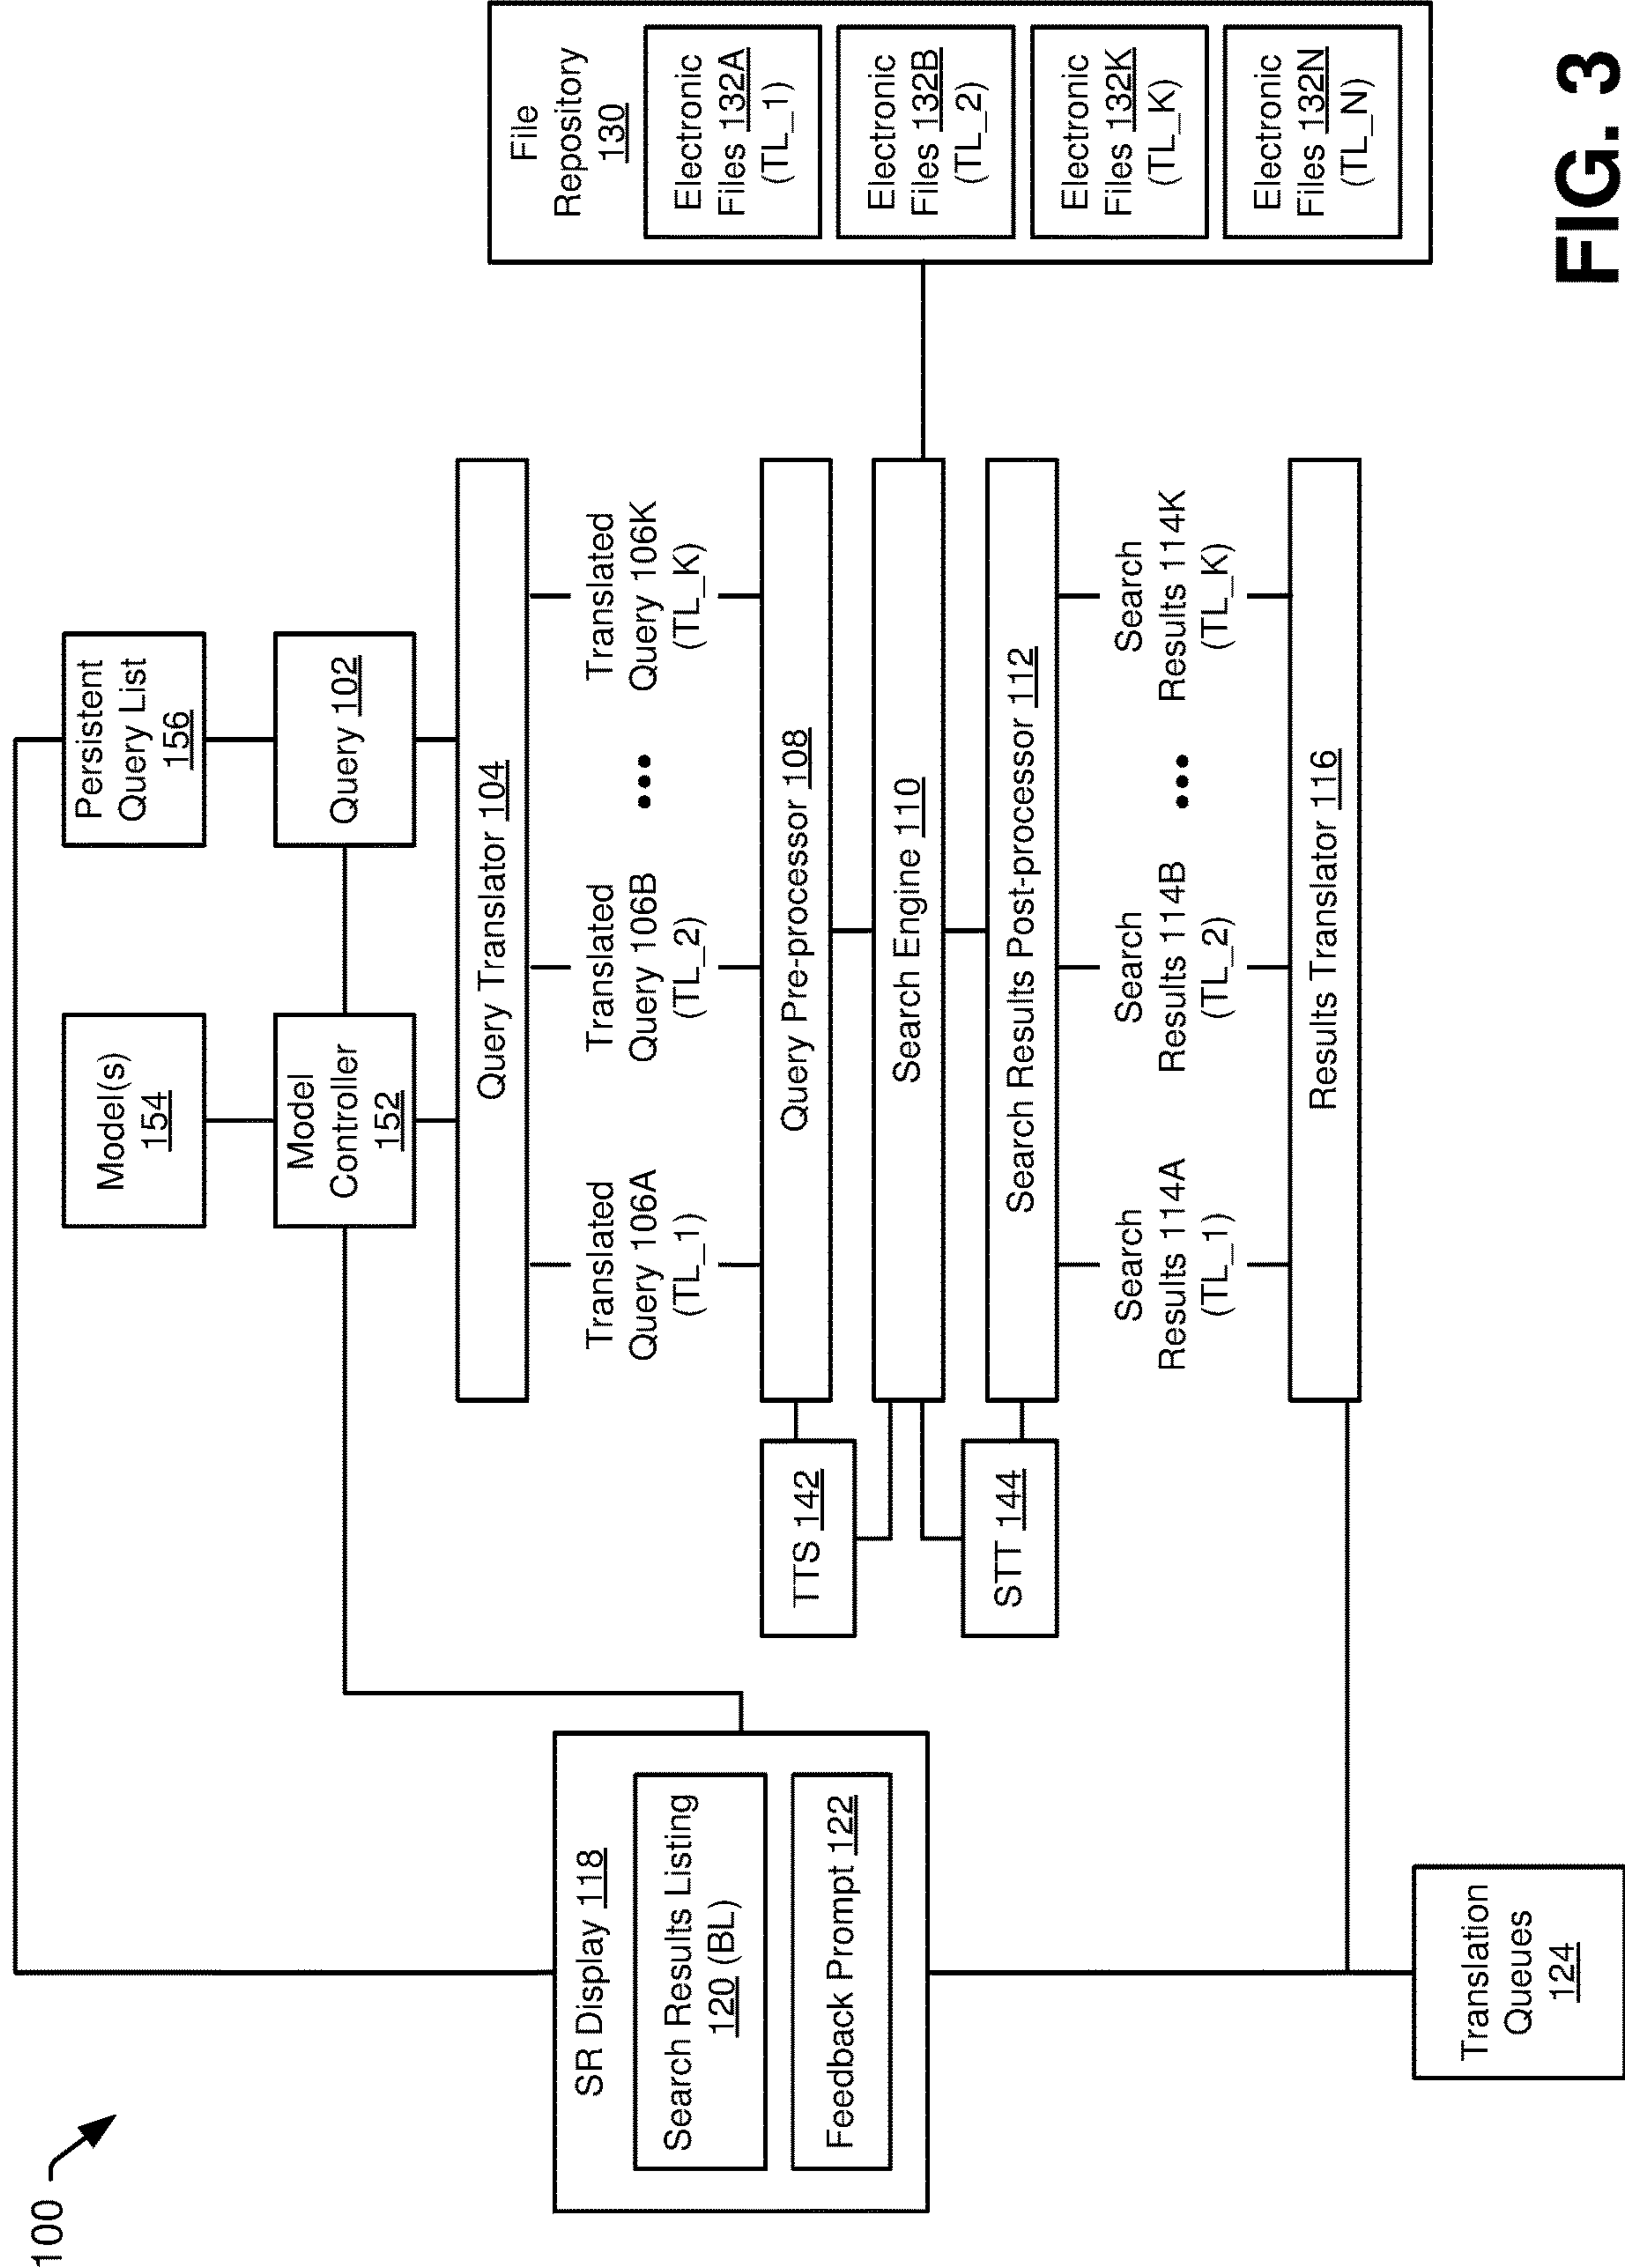 100
Persistent
Query List
156
Model(s)
154
Query 102
Model
Controller
152
Query Translator 104
Translated
Query 106A
(TL_1)
Translated
Query 106B
(TL_2)
•••
Translated
Query 106K
(TL_K)
Query Pre-processor 108
Search Engine 110
Search Results Post-processor 112
TTS 142
STT 144
Search
Results 114A
(TL_1)
Search
Results 114B
(TL_2)
•••
Search
Results 114K
(TL_K)
Results Translator 116
SR Display 118
Search Results Listing
120 (BL)
Feedback Prompt 122
Translation
Queues
124
File
Repository
130
Electronic
Files 132A
(TL_1)
Electronic
Files 132B
(TL_2)
Electronic
Files 132K
(TL_K)
Electronic
Files 132N
(TL_N)
FIG. 3